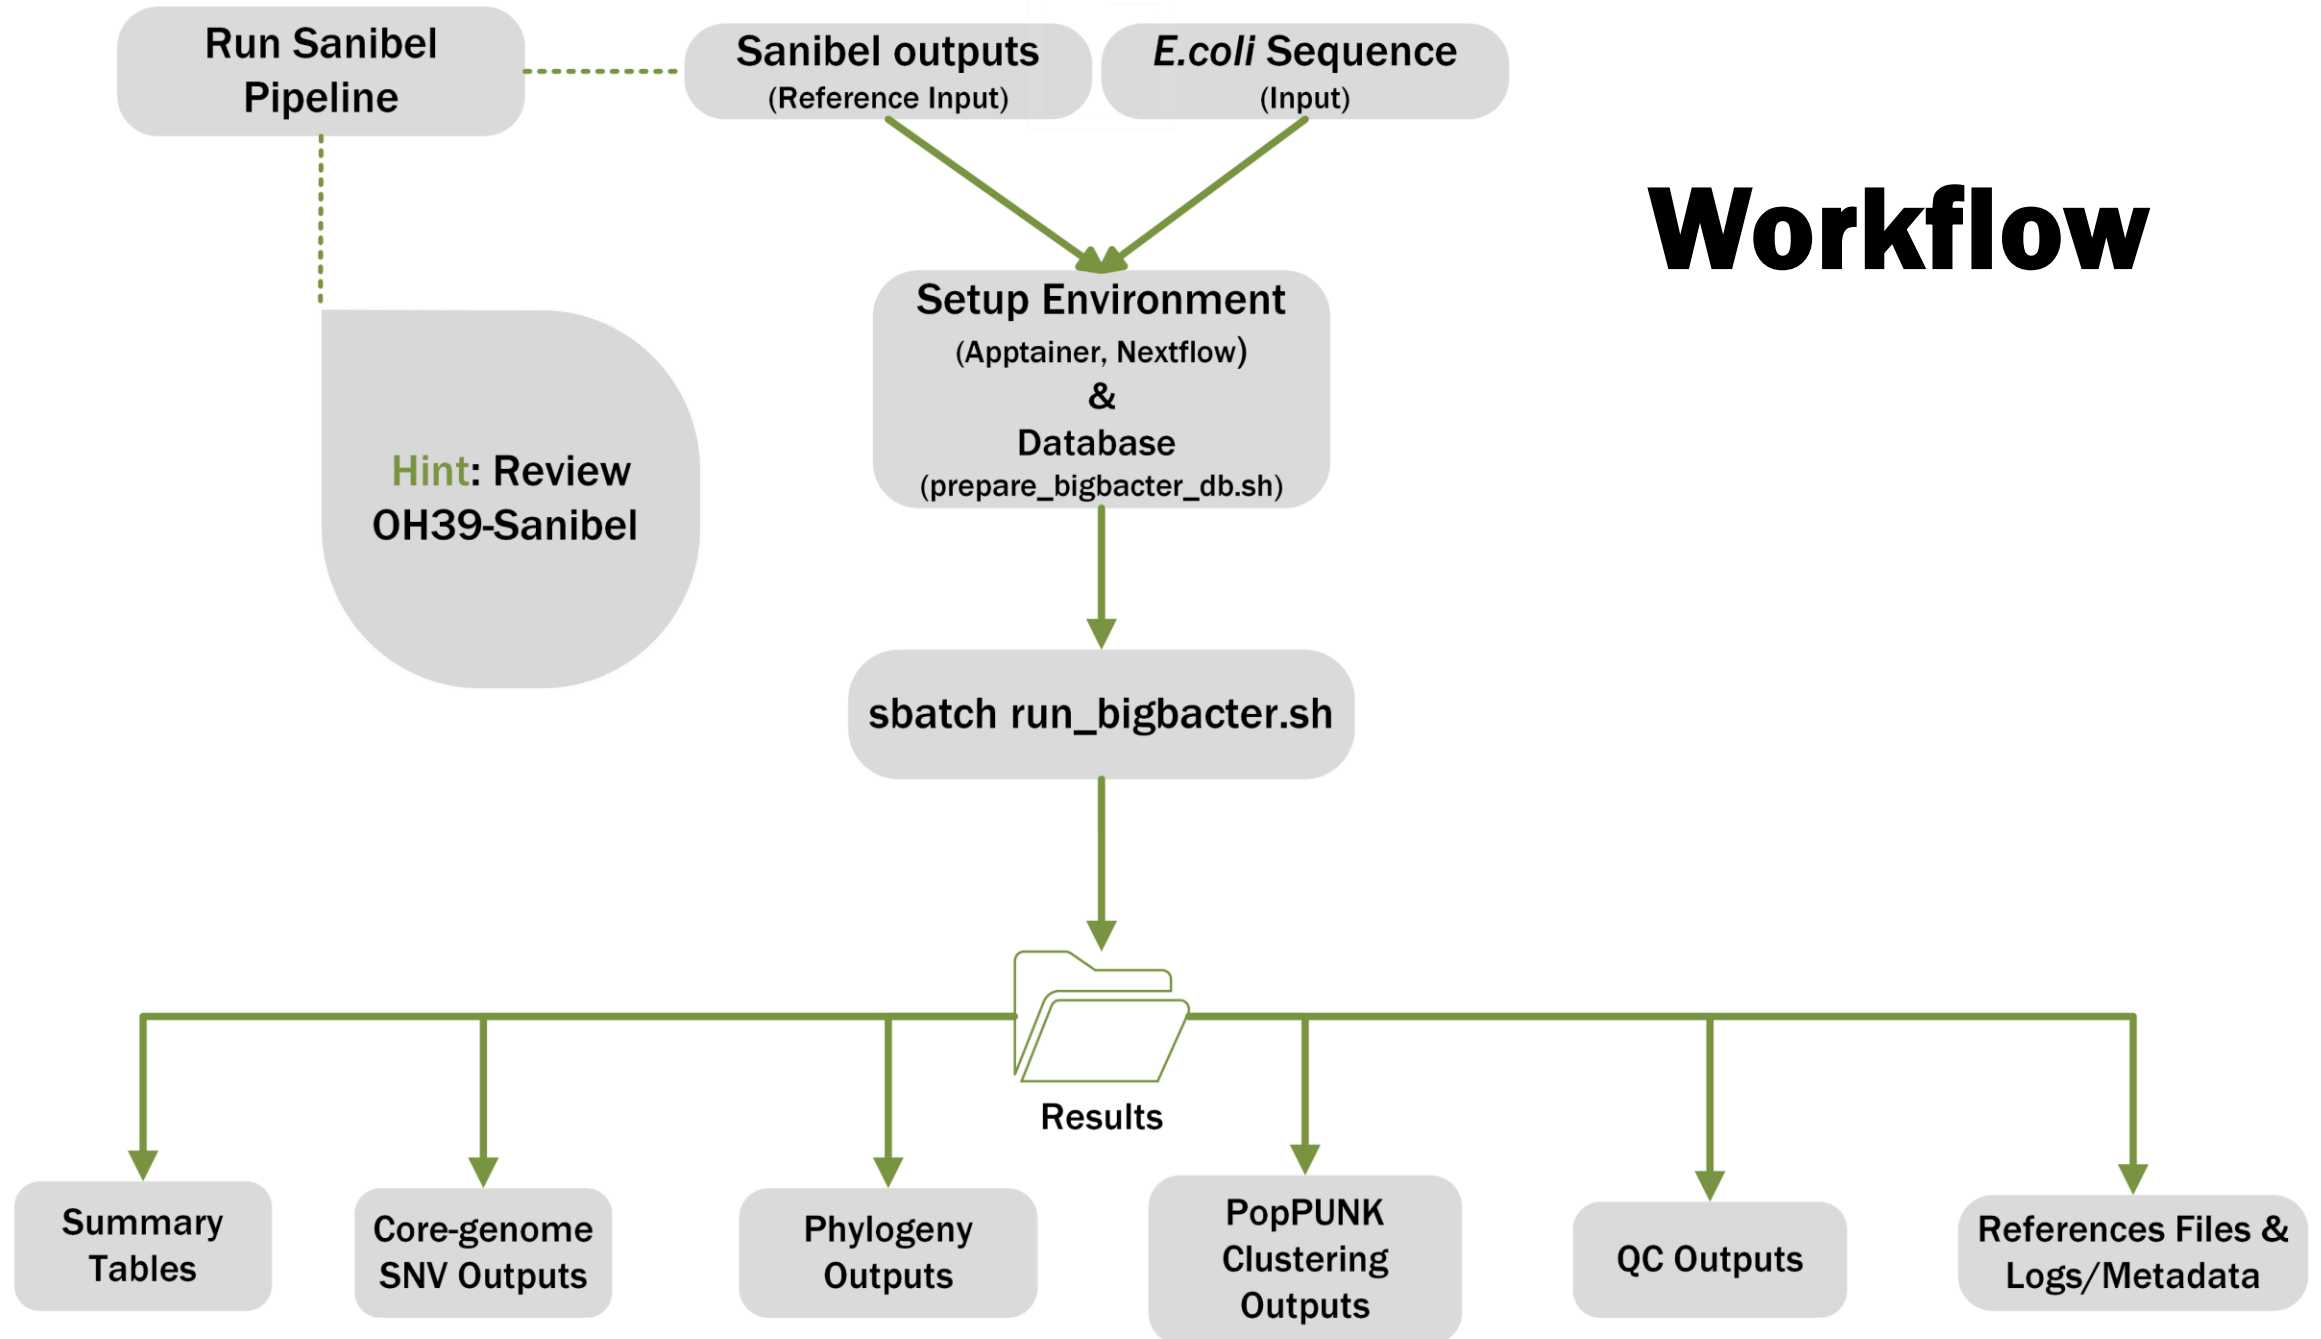 Run Sanibel
Pipeline
Sanibel outputs
(Reference Input)
E.coli Sequence
(Input)
Workflow
Setup Environment
(Apptainer, Nextflow)
&
Database
(prepare_bigbacter_db.sh)
Hint: Review
OH39-Sanibel
sbatch run_bigbacter.sh
Results
Summary
Tables
Core-genome
SNV Outputs
Phylogeny
Outputs
PopPUNK
Clustering
Outputs
QC Outputs
References Files &
Logs/Metadata